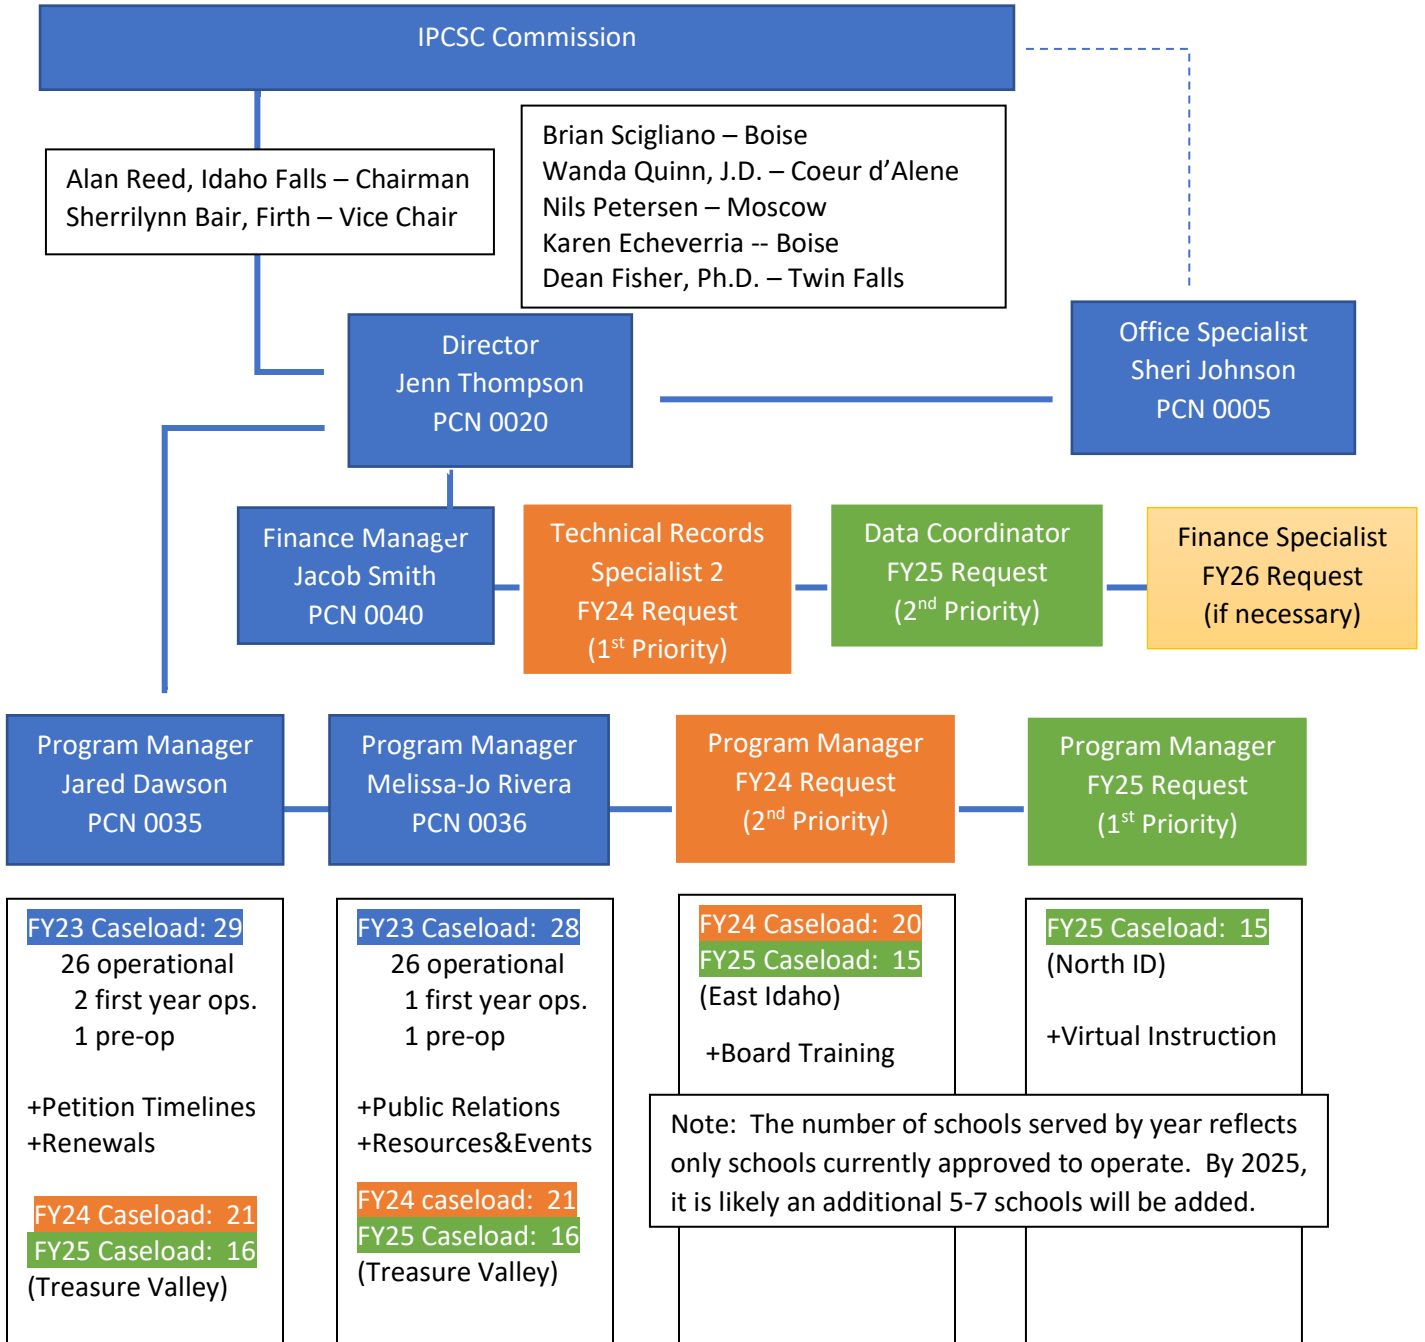 IPCSC Commission
Alan Reed, Idaho Falls – Chairman
Sherrilynn Bair, Firth – Vice Chair
Brian Scigliano – Boise
Wanda Quinn, J.D. – Coeur d’Alene
Nils Petersen – Moscow
Karen Echeverria -- Boise
Dean Fisher, Ph.D. – Twin Falls
Director
Jenn Thompson
PCN 0020
Office Specialist
Sheri Johnson
PCN 0005
Finance Manager
Jacob Smith
PCN 0040
Technical Records
Specialist 2
FY24 Request
(1st Priority)
Data Coordinator
FY25 Request
(2nd Priority)
Finance Specialist
FY26 Request
(if necessary)
Program Manager
Jared Dawson
PCN 0035
Program Manager
Melissa-Jo Rivera
PCN 0036
Program Manager
FY24 Request
(2nd Priority)
Program Manager
FY25 Request
(1st Priority)
FY23 Caseload: 29
26 operational
2 first year ops.
1 pre-op
+Petition Timelines
+Renewals
FY24 Caseload:  21
FY25 Caseload:  16
(Treasure Valley)
FY23 Caseload:  28
26 operational
1 first year ops.
1 pre-op
+Public Relations
+Resources&Events
FY24 caseload:  21
FY25 Caseload:  16
(Treasure Valley)
FY24 Caseload:  20
FY25 Caseload:  15
(East Idaho)
+Board Training
FY25 Caseload:  15
(North ID)
+Virtual Instruction
Note:  The number of schools served by year reflects
only schools currently approved to operate.  By 2025,
it is likely an additional 5-7 schools will be added.